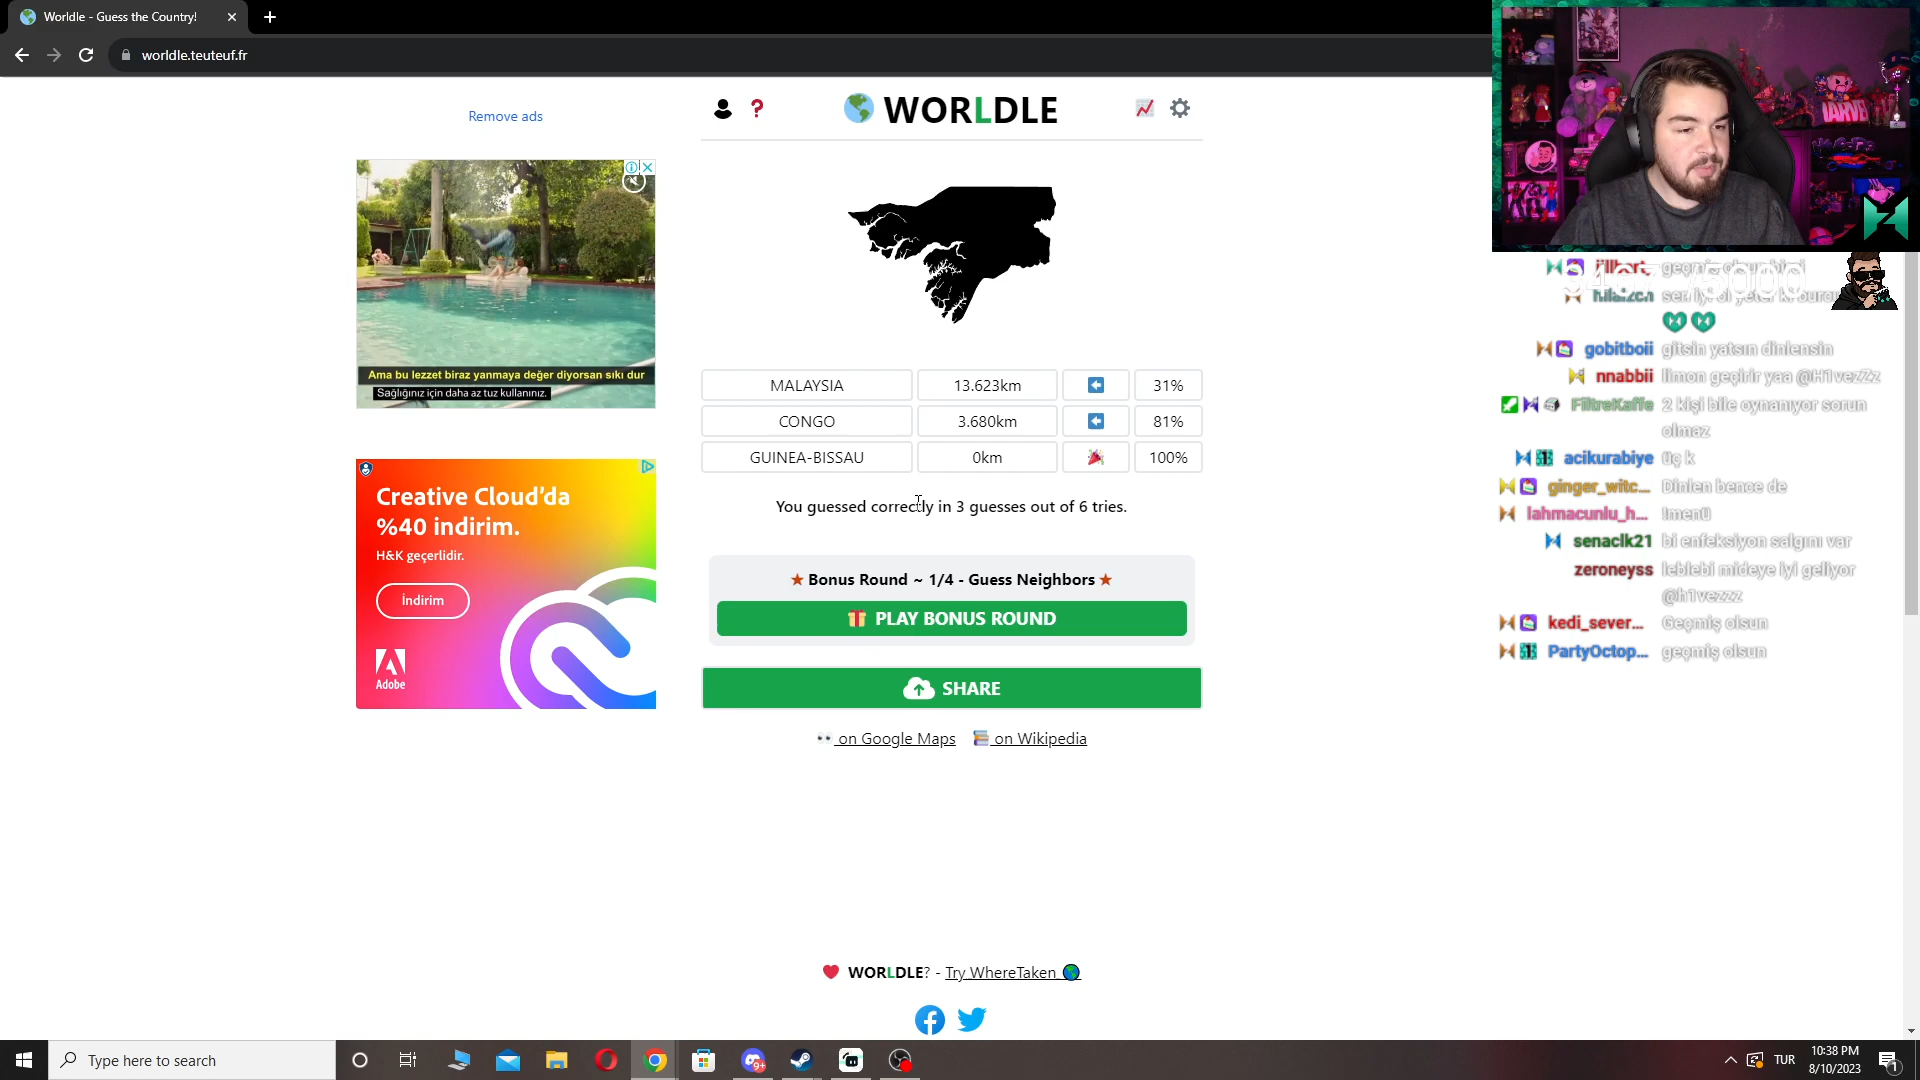 Worldle - Guess the Country!
worldle.teuteuf.fr
Remove ads
WORLDLE
Ama bu lezzet biraz yanmaya değer diyorsan sıkı dur
Sağlığınız için daha az tuz kullanınız.
Creative Cloud'da
%40 indirim.
H&K geçerlidir.
İndirim
Adobe
MALAYSIA 13.623km 31%
CONGO 3.680km 81%
GUINEA-BISSAU 0km 100%
You guessed correctly in 3 guesses out of 6 tries.
Bonus Round ~ 1/4 - Guess Neighbors
PLAY BONUS ROUND
SHARE
on Google Maps on Wikipedia
WORLDLE? - Try WhereTaken
MARVEL
gobitboii gitsin yatsın dinlensin
nnabbii limon geçirir yaa @H1vezZz
FiltreKaffe 2 kişi bile oynanıyor sorun
olmaz
acikurabiye üç k
ginger_witc... Dinlen bence de
lahmacunlu_h... !menü
senaclk21 bi enfeksiyon salgını var
zeroneyss leblebi mideye iyi geliyor
@h1vezzz
kedi_sever... Geçmiş olsun
PartyOctop... geçmiş olsun
Type here to search
9+
TUR
10:38 PM
8/10/2023
1